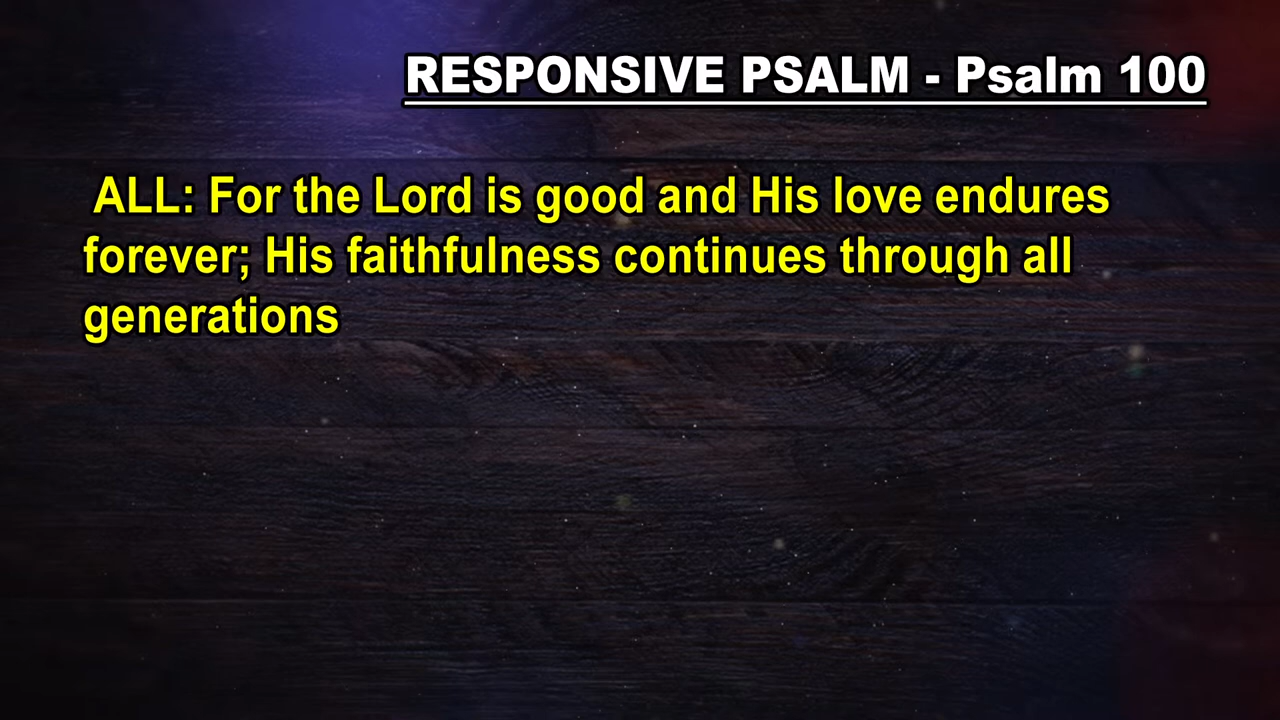 RESPONSIVE PSALM - Psalm 100
ALL: For the Lord is good and His love endures
forever; His faithfulness continues through all
generations